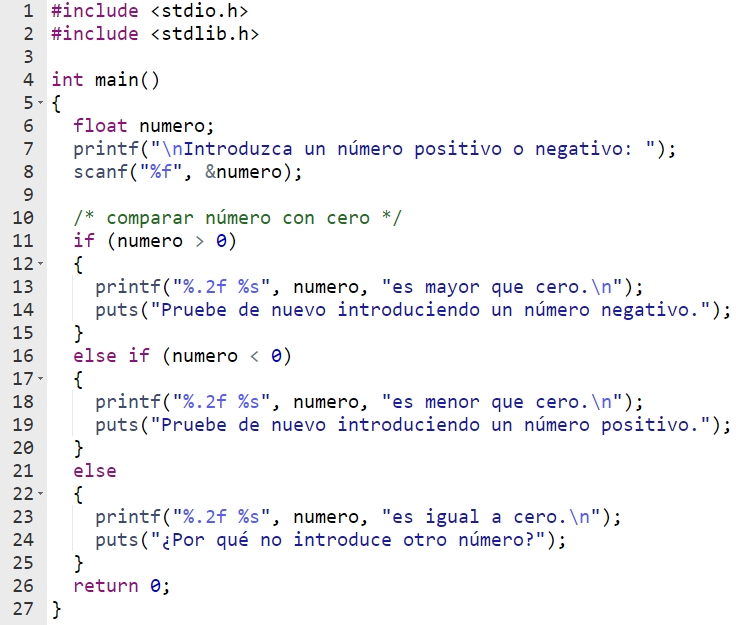 1 #include <stdio.h>
2 #include <stdlib.h>
3
4 int main()
5 {
6   float numero;
7   printf("\nIntroduzca un número positivo o negativo: ");
8   scanf("%f", &numero);
9
10   /* comparar número con cero */
11   if (numero > 0)
12   {
13     printf("%.2f %s", numero, "es mayor que cero.\n");
14     puts("Pruebe de nuevo introduciendo un número negativo.");
15   }
16   else if (numero < 0)
17   {
18     printf("%.2f %s", numero, "es menor que cero.\n");
19     puts("Pruebe de nuevo introduciendo un número positivo.");
20   }
21   else
22   {
23     printf("%.2f %s", numero, "es igual a cero.\n");
24     puts("¿Por qué no introduce otro número?");
25   }
26   return 0;
27 }